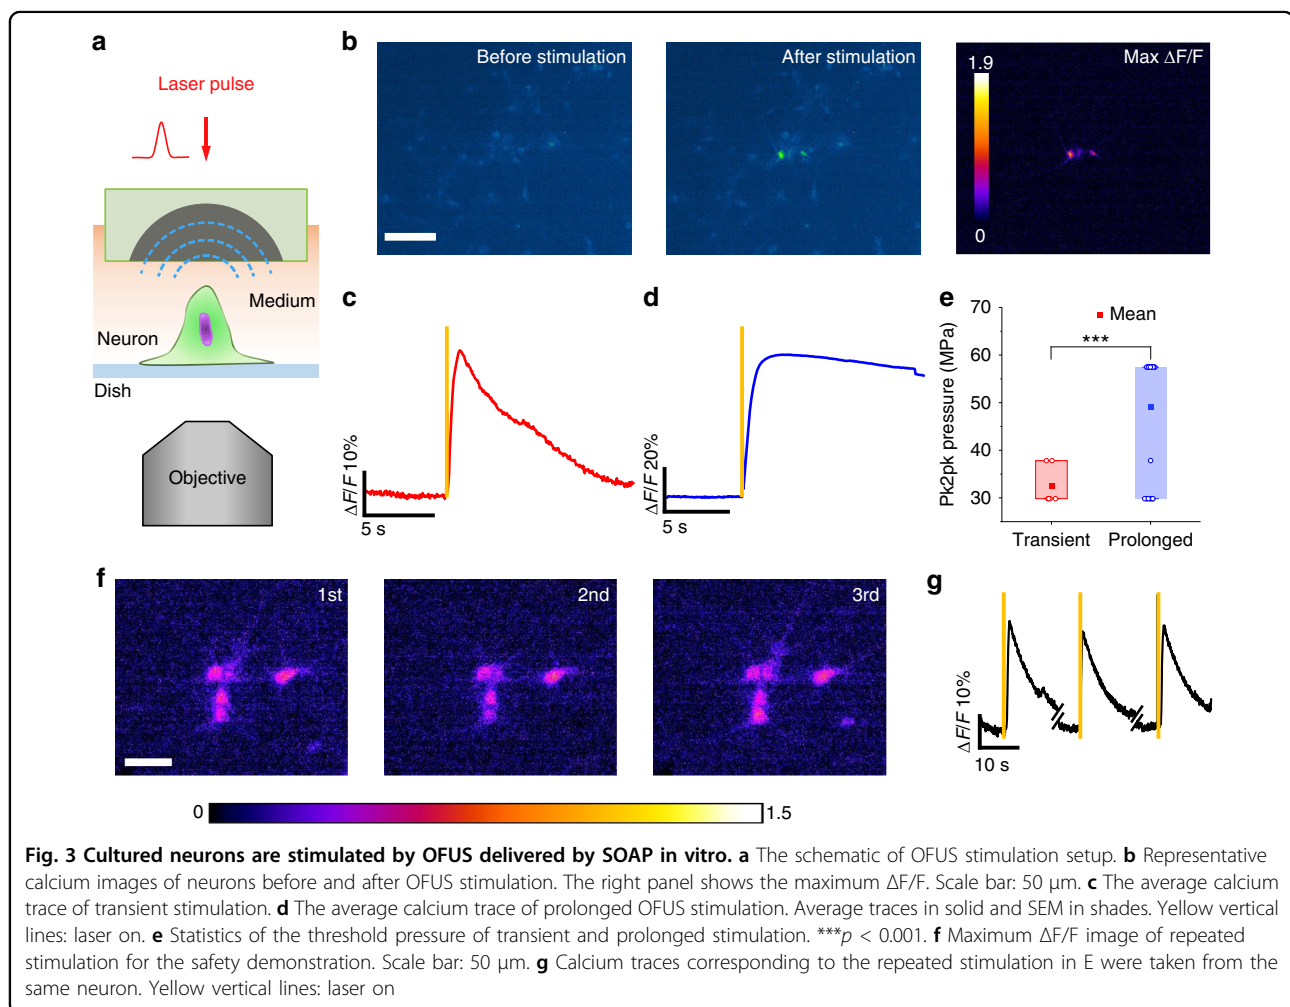 a
Laser pulse
Medium
Neuron
Dish
Objective
b
Before stimulation
After stimulation
1.9
Max ΔF/F
0
c
ΔF/F 10%
5 s
d
ΔF/F 20%
5 s
e
70
60
50
40
30
Pk2pk pressure (MPa)
Mean
***
Transient
Prolonged
f
1st
2nd
3rd
0
1.5
g
ΔF/F 10%
10 s
Fig. 3 Cultured neurons are stimulated by OFUS delivered by SOAP in vitro. a The schematic of OFUS stimulation setup. b Representative
calcium images of neurons before and after OFUS stimulation. The right panel shows the maximum ΔF/F. Scale bar: 50 μm. c The average calcium
trace of transient stimulation. d The average calcium trace of prolonged OFUS stimulation. Average traces in solid and SEM in shades. Yellow vertical
lines: laser on. e Statistics of the threshold pressure of transient and prolonged stimulation. ***p < 0.001. f Maximum ΔF/F image of repeated
stimulation for the safety demonstration. Scale bar: 50 μm. g Calcium traces corresponding to the repeated stimulation in E were taken from the
same neuron. Yellow vertical lines: laser on